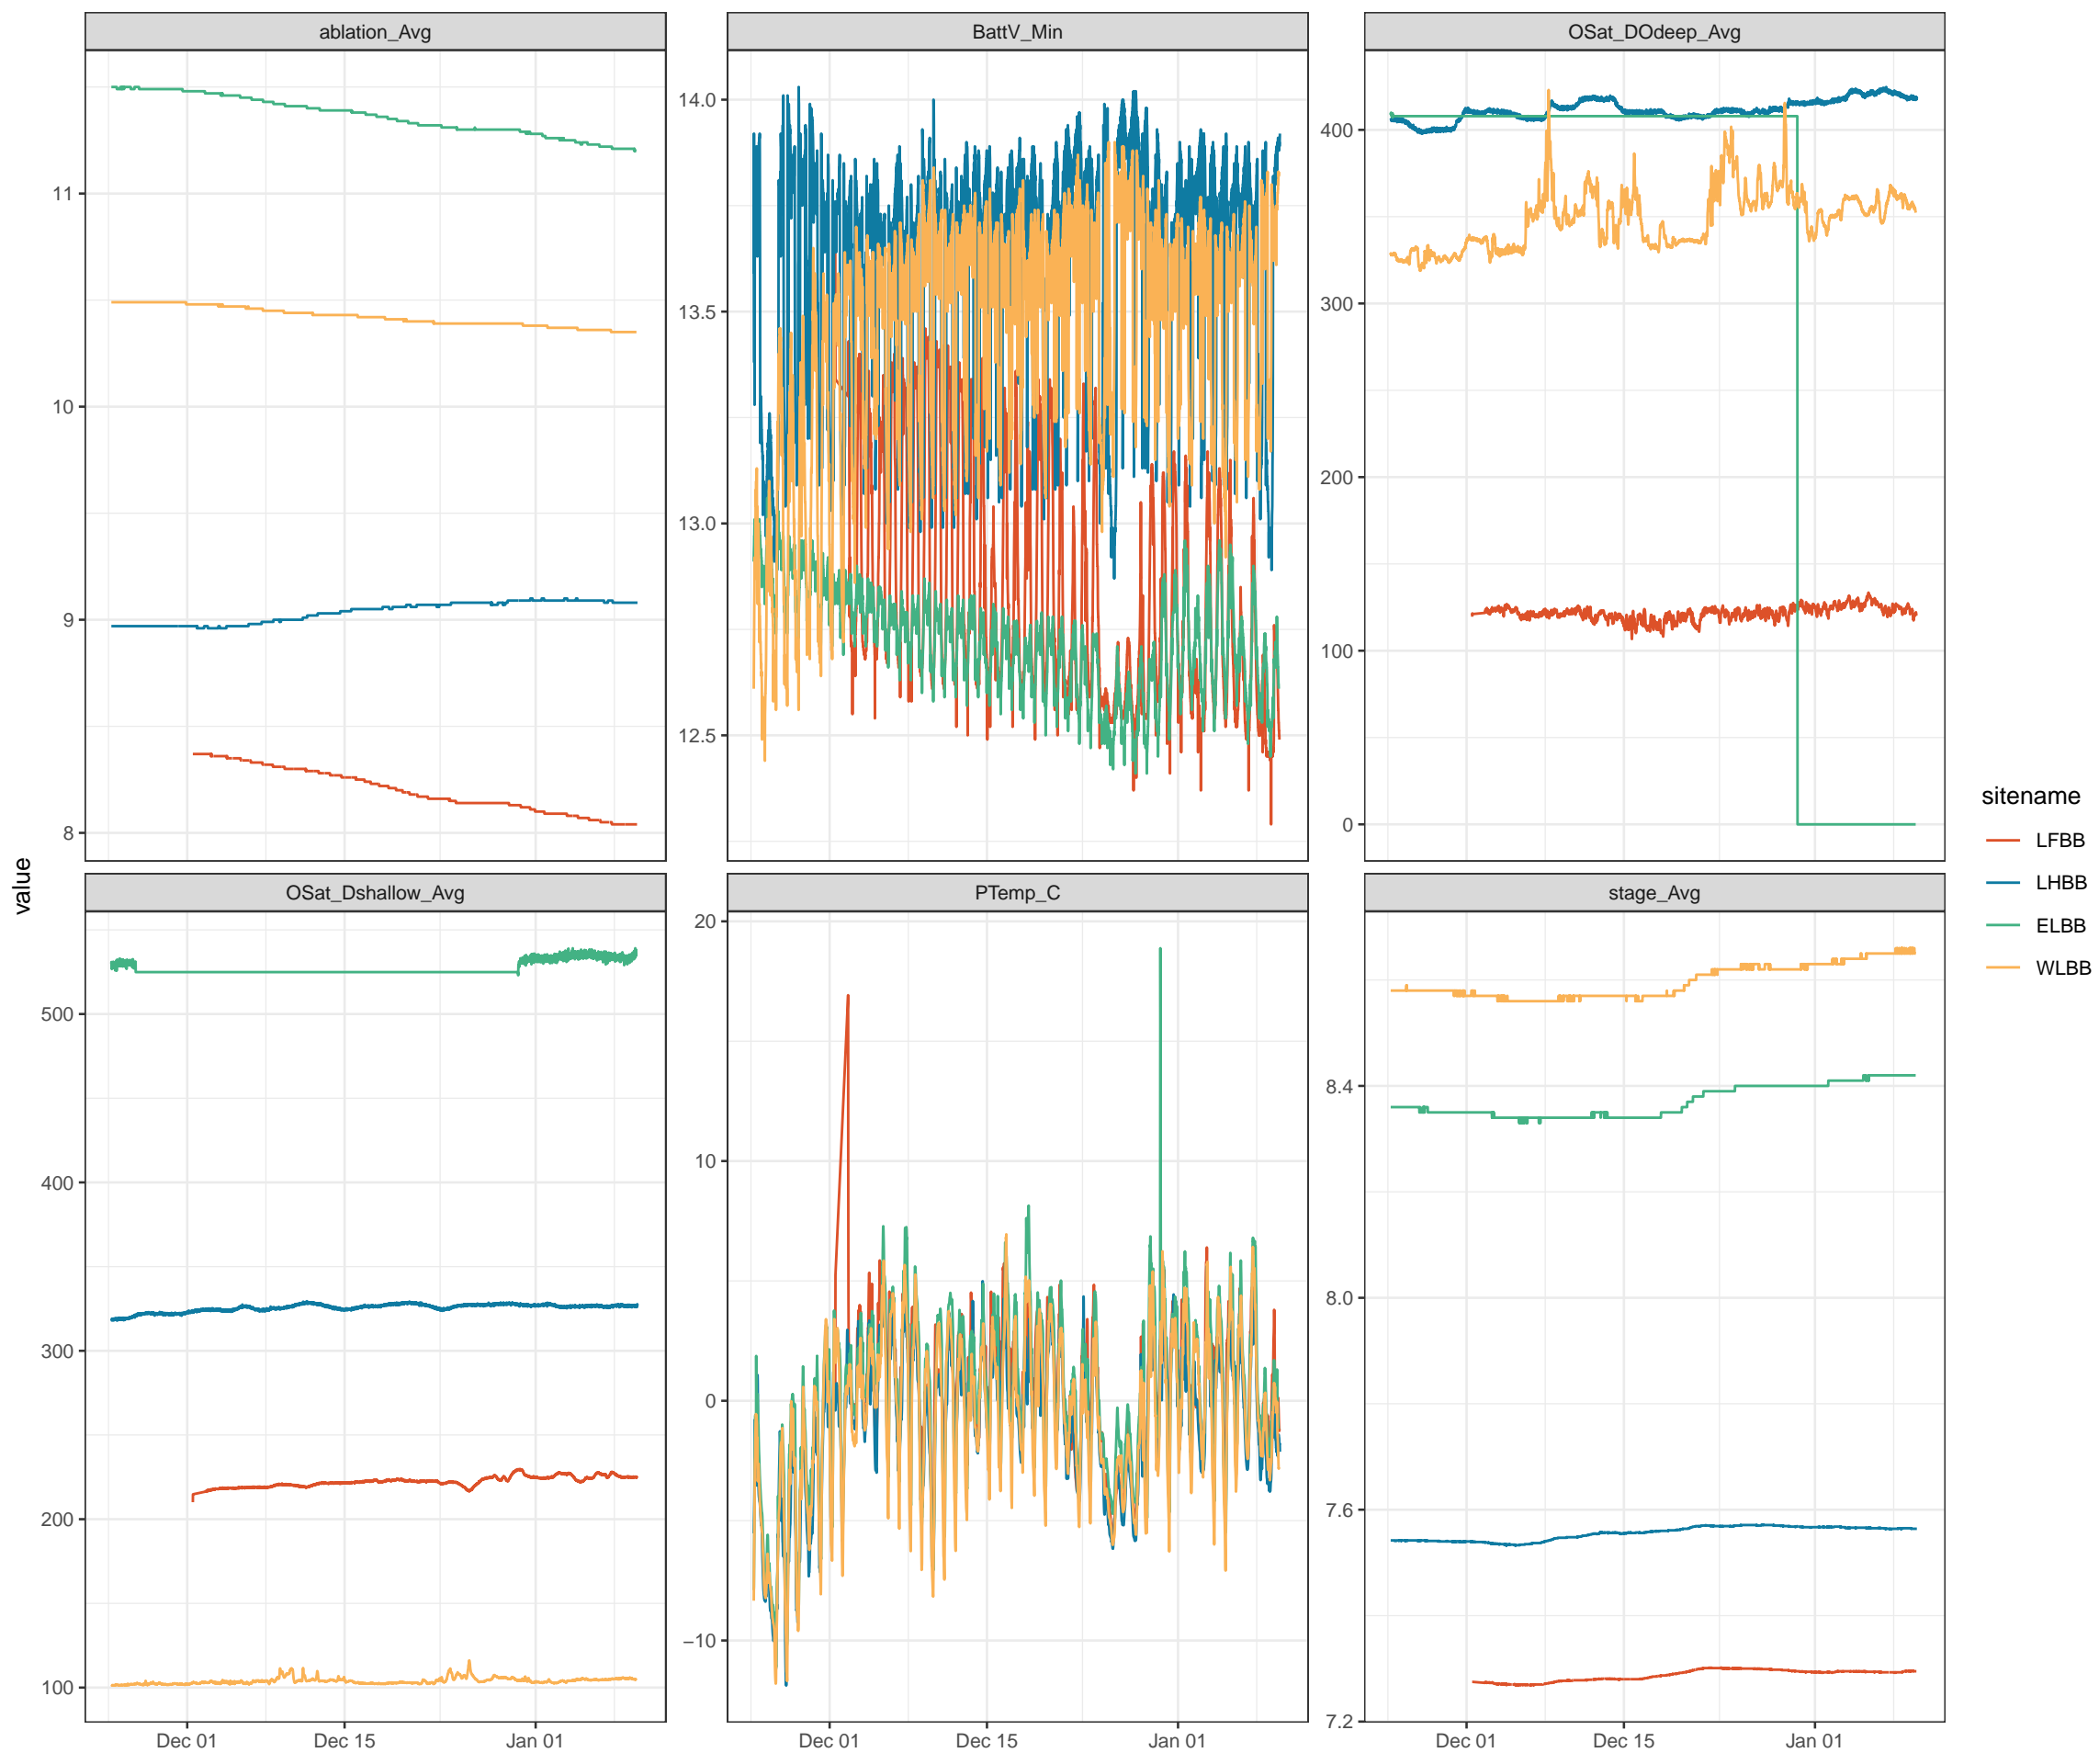 ablation_Avg
BattV_Min
OSat_DOdeep_Avg
11
10
9
8
14.0
13.5
13.0
12.5
400
300
200
100
0
value
OSat_Dshallow_Avg
PTemp_C
stage_Avg
500
400
300
200
100
20
10
0
−10
8.4
8.0
7.6
7.2
Dec 01 Dec 15 Jan 01
Dec 01 Dec 15 Jan 01
Dec 01 Dec 15 Jan 01
sitename
LFBB
LHBB
ELBB
WLBB